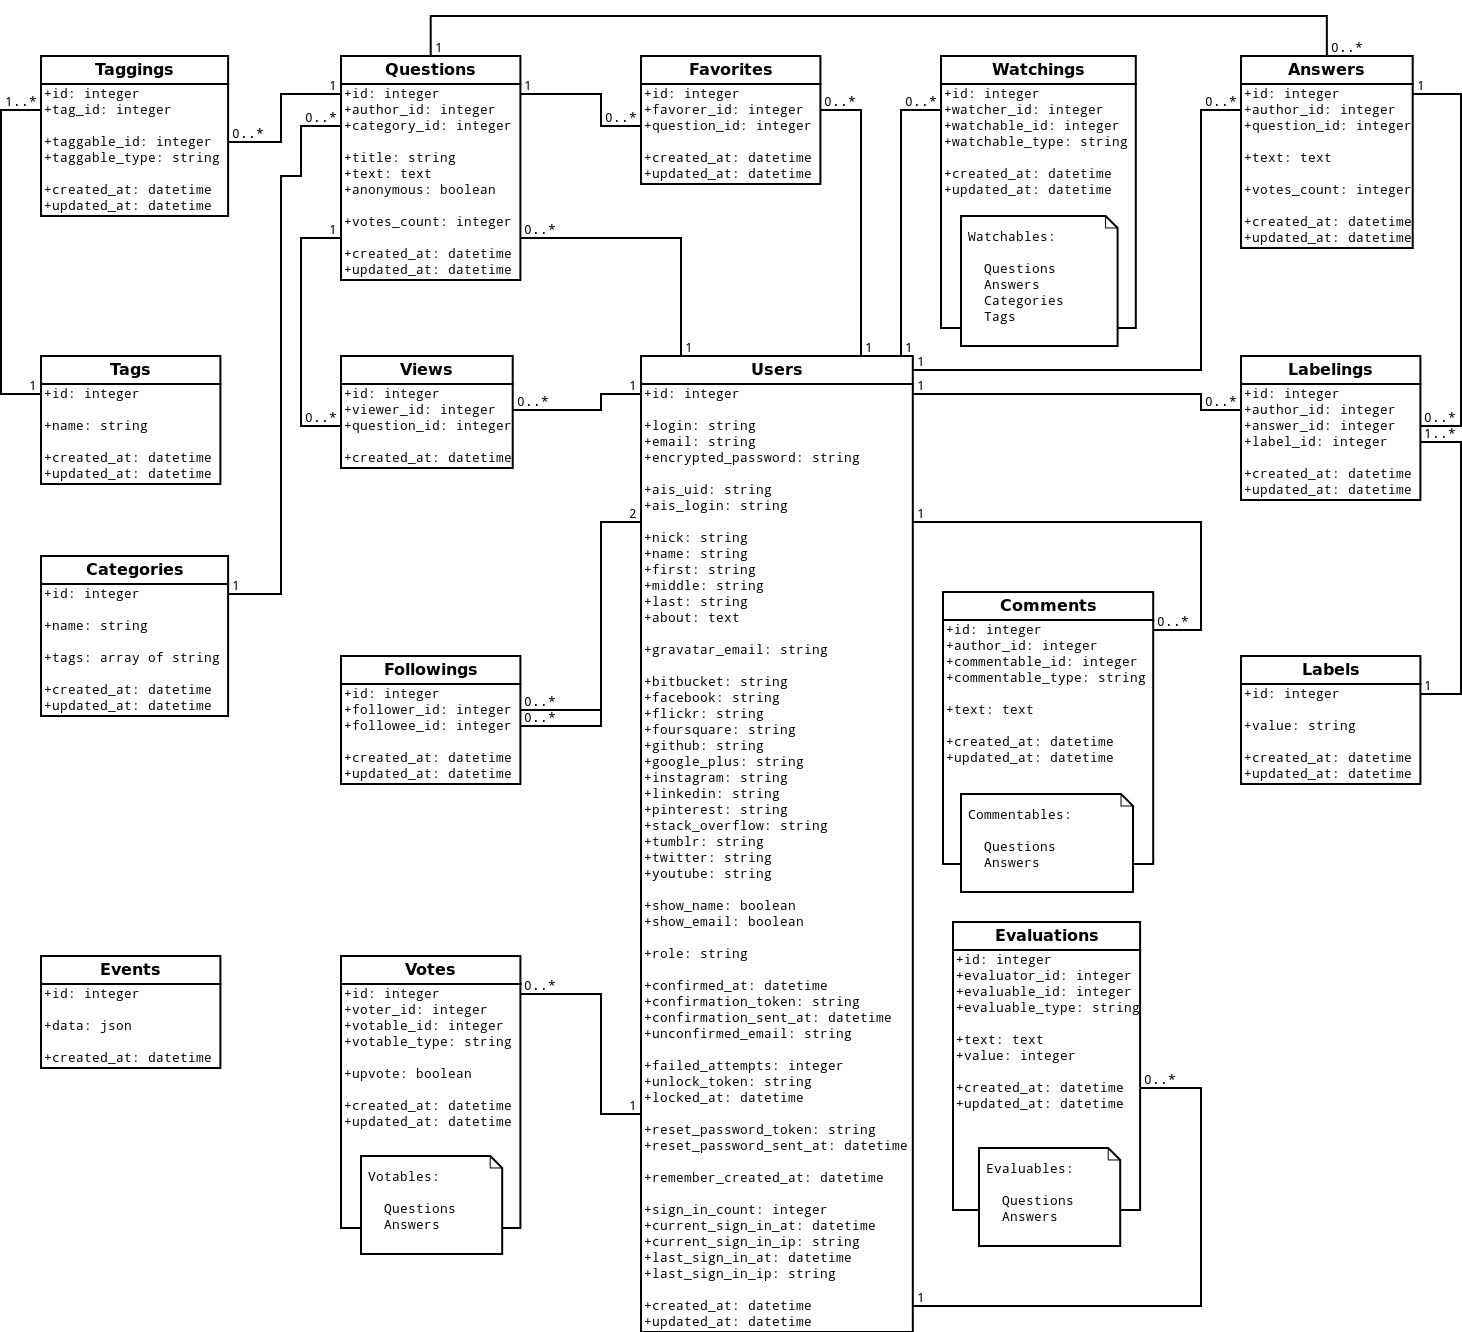 1
0..*
Taggings
1..*
+id: integer
+tag_id: integer
+taggable_id: integer
+taggable_type: string
+created_at: datetime
+updated_at: datetime
0..*
Questions
1
0..*
+id: integer
+author_id: integer
+category_id: integer
+title: string
+text: text
+anonymous: boolean
+votes_count: integer
+created_at: datetime
+updated_at: datetime
1
1
0..*
Favorites
0..*
+id: integer
+favorer_id: integer
+question_id: integer
+created_at: datetime
+updated_at: datetime
0..*
Watchings
0..*
+id: integer
+watcher_id: integer
+watchable_id: integer
+watchable_type: string
+created_at: datetime
+updated_at: datetime
Watchables:
Questions
Answers
Categories
Tags
Answers
0..*
+id: integer
+author_id: integer
+question_id: integer
+text: text
+votes_count: integer
+created_at: datetime
+updated_at: datetime
1
Tags
1
+id: integer
+name: string
+created_at: datetime
+updated_at: datetime
Views
0..*
+id: integer
+viewer_id: integer
+question_id: integer
+created_at: datetime
0..*
1
1
1
Users
1
+id: integer
+login: string
+email: string
+encrypted_password: string
+ais_uid: string
+ais_login: string
2
+nick: string
+name: string
+first: string
+middle: string
+last: string
+about: text
+gravatar_email: string
+bitbucket: string
+facebook: string
+flickr: string
+foursquare: string
+github: string
+google_plus: string
+instagram: string
+linkedin: string
+pinterest: string
+stack_overflow: string
+tumblr: string
+twitter: string
+youtube: string
+show_name: boolean
+show_email: boolean
+role: string
+confirmed_at: datetime
+confirmation_token: string
+confirmation_sent_at: datetime
+unconfirmed_email: string
+failed_attempts: integer
+unlock_token: string
+locked_at: datetime
1
+reset_password_token: string
+reset_password_sent_at: datetime
+remember_created_at: datetime
+sign_in_count: integer
+current_sign_in_at: datetime
+current_sign_in_ip: string
+last_sign_in_at: datetime
+last_sign_in_ip: string
+created_at: datetime
+updated_at: datetime
1
1
1
1
Labelings
0..*
+id: integer
+author_id: integer
+answer_id: integer
+label_id: integer
+created_at: datetime
+updated_at: datetime
0..*
1..*
Categories
+id: integer
+name: string
+tags: array of string
+created_at: datetime
+updated_at: datetime
1
Followings
+id: integer
+follower_id: integer
+followee_id: integer
+created_at: datetime
+updated_at: datetime
0..*
0..*
Comments
+id: integer
+author_id: integer
+commentable_id: integer
+commentable_type: string
+text: text
+created_at: datetime
+updated_at: datetime
0..*
Commentables:
Questions
Answers
Labels
+id: integer
+value: string
+created_at: datetime
+updated_at: datetime
1
Events
+id: integer
+data: json
+created_at: datetime
Votes
+id: integer
+voter_id: integer
+votable_id: integer
+votable_type: string
+upvote: boolean
+created_at: datetime
+updated_at: datetime
0..*
Votables:
Questions
Answers
Evaluations
+id: integer
+evaluator_id: integer
+evaluable_id: integer
+evaluable_type: string
+text: text
+value: integer
+created_at: datetime
+updated_at: datetime
0..*
Evaluables:
Questions
Answers